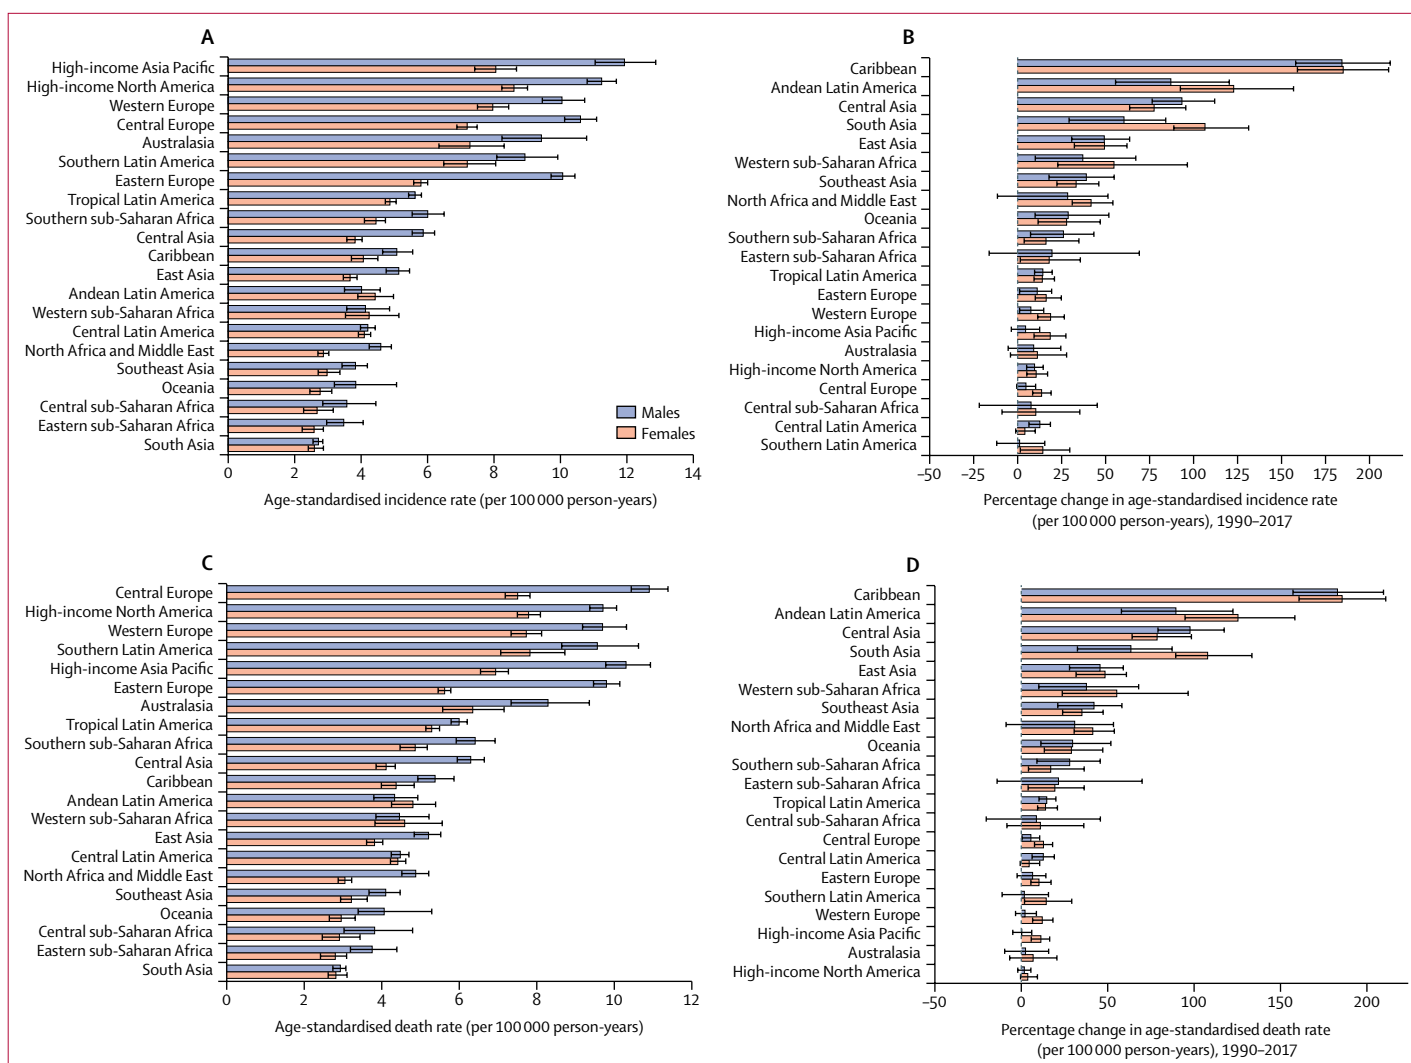 A
High-income Asia Pacific
High-income North America
Western Europe
Central Europe
Australasia
Southern Latin America
Eastern Europe
Tropical Latin America
Southern sub-Saharan Africa
Central Asia
Caribbean
East Asia
Andean Latin America
Western sub-Saharan Africa
Central Latin America
North Africa and Middle East
Southeast Asia
Oceania
Central sub-Saharan Africa
Eastern sub-Saharan Africa
South Asia
Males
Females
0 2 4 6 8 10 12 14
Age-standardised incidence rate (per 100 000 person-years)
B
Caribbean
Andean Latin America
Central Asia
South Asia
East Asia
Western sub-Saharan Africa
Southeast Asia
North Africa and Middle East
Oceania
Southern sub-Saharan Africa
Eastern sub-Saharan Africa
Tropical Latin America
Eastern Europe
Western Europe
High-income Asia Pacific
Australasia
High-income North America
Central Europe
Central sub-Saharan Africa
Central Latin America
Southern Latin America
–50 –25 0 25 50 75 100 125 150 175 200
Percentage change in age-standardised incidence rate
(per 100 000 person-years), 1990–2017
C
Central Europe
High-income North America
Western Europe
Southern Latin America
High-income Asia Pacific
Eastern Europe
Australasia
Tropical Latin America
Southern sub-Saharan Africa
Central Asia
Caribbean
Andean Latin America
Western sub-Saharan Africa
East Asia
Central Latin America
North Africa and Middle East
Southeast Asia
Oceania
Central sub-Saharan Africa
Eastern sub-Saharan Africa
South Asia
0 2 4 6 8 10 12
Age-standardised death rate (per 100 000 person-years)
D
Caribbean
Andean Latin America
Central Asia
South Asia
East Asia
Western sub-Saharan Africa
Southeast Asia
North Africa and Middle East
Oceania
Southern sub-Saharan Africa
Eastern sub-Saharan Africa
Tropical Latin America
Central sub-Saharan Africa
Central Europe
Central Latin America
Eastern Europe
Southern Latin America
Western Europe
High-income Asia Pacific
Australasia
High-income North America
–50 0 50 100 150 200
Percentage change in age-standardised death rate
(per 100 000 person-years), 1990–2017